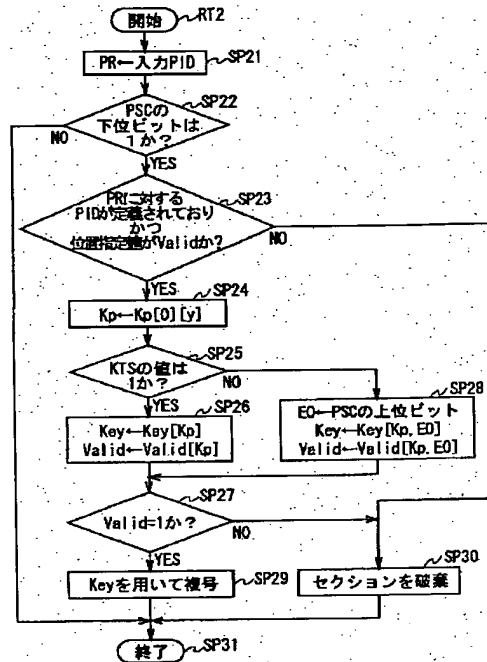 開始
RT2
PR←入力PID
SP21
PSCの
下位ビットは
1か?
SP22
NO
YES
PRに対する
PIDが定義されており
かつ
位置指定値がValidか?
SP23
NO
YES
Kp←Kp[0][y]
SP24
KTSの値は
1か?
SP25
NO
YES
SP26
Key←Key[Kp]
Valid←Valid[Kp]
SP28
EO←PSCの上位ビット
Key←Key[Kp.EO]
Valid←Valid[Kp.EO]
Valid=1か?
SP27
NO
YES
Keyを用いて復号
SP29
セクションを破棄
SP30
終了
SP31